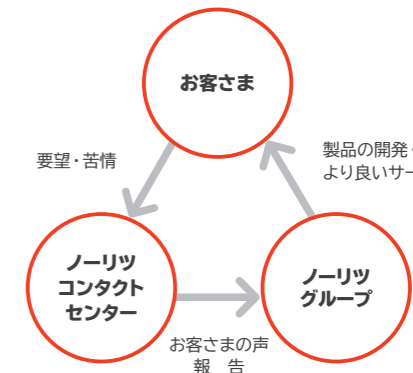 お客さま
要望・苦情
製品の開発・
より良いサー
ノーリツ
コンタクト
センター
ノーリツ
グループ
お客さまの声
報　告